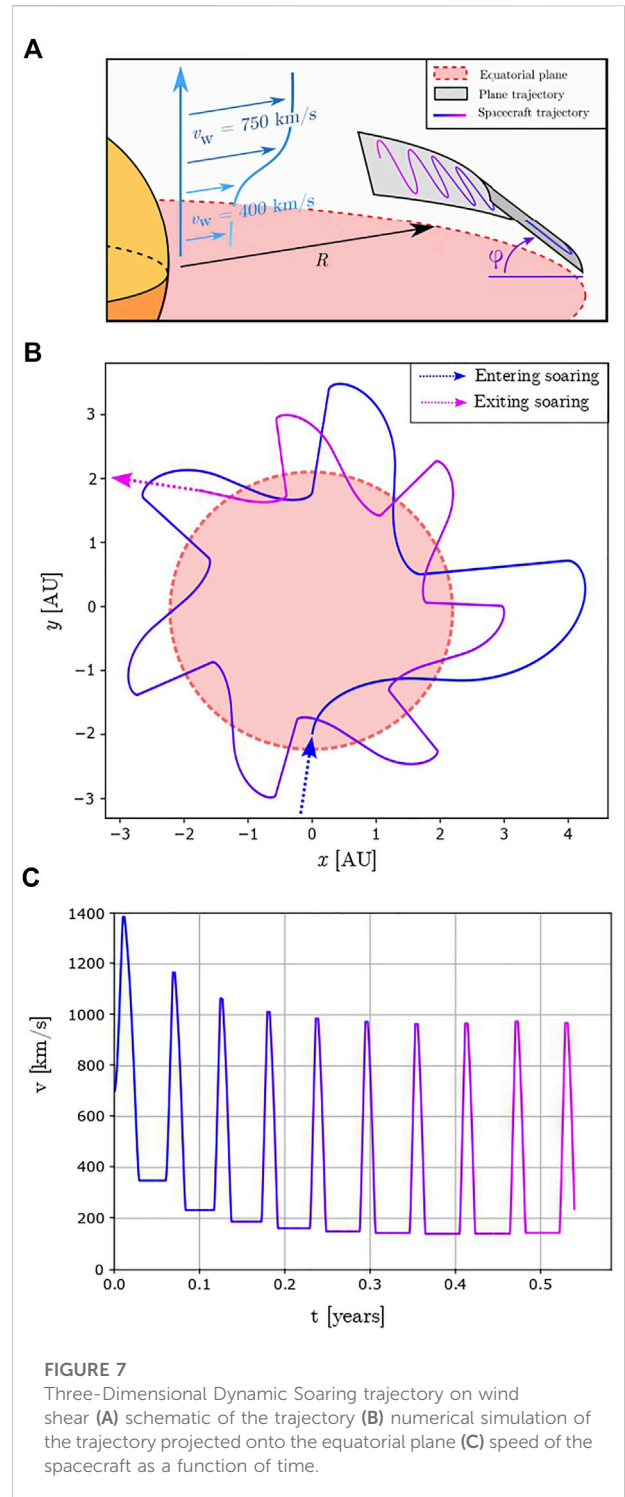 A
Equatorial plane
Plane trajectory
Spacecraft trajectory
v_w = 750 km/s
v_w = 400 km/s
R
φ
B
Entering soaring
Exiting soaring
3
2
1
0
−1
−2
−3
y [AU]
−3 −2 −1 0 1 2 3 4
x [AU]
C
1400
1200
1000
800
600
400
200
0
v [km/s]
0.0 0.1 0.2 0.3 0.4 0.5
t [years]
FIGURE 7
Three-Dimensional Dynamic Soaring trajectory on wind
shear (A) schematic of the trajectory (B) numerical simulation of
the trajectory projected onto the equatorial plane (C) speed of the
spacecraft as a function of time.